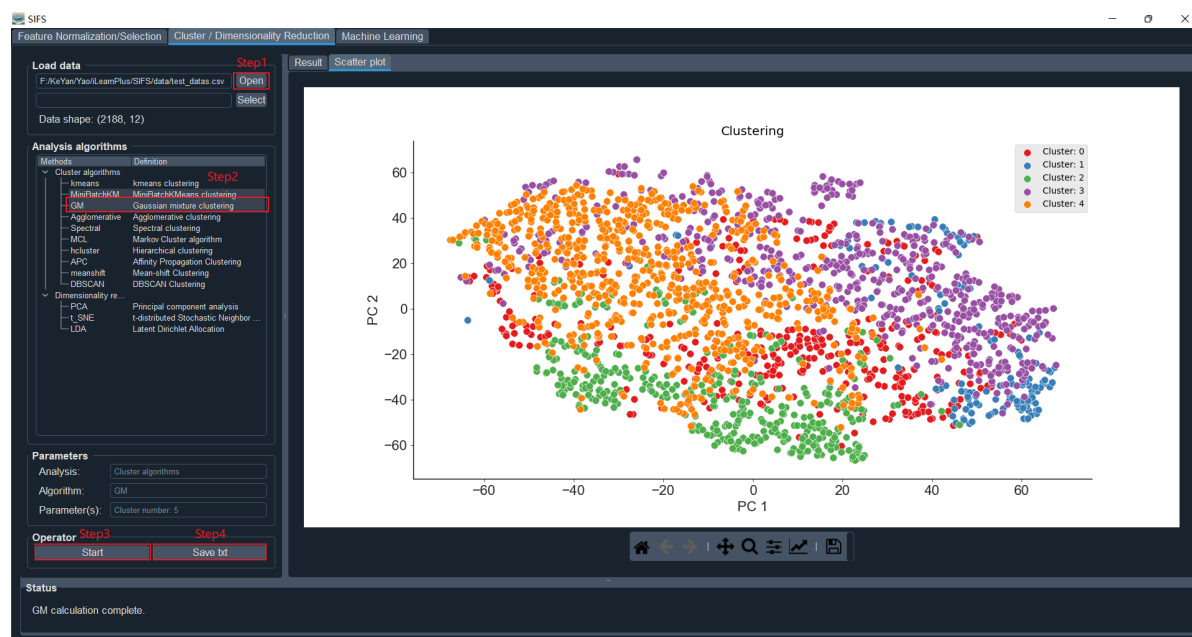 SIFS
Feature Normalization/Selection Cluster / Dimensionality Reduction Machine Learning
Load data Step1
F:/KeYan/Yao/iLearnPlus/SIFS/data/test_datas.csv Open
Select
Data shape: (2188, 12)
Analysis algorithms
Methods Definition
Cluster algorithms
Step2
kmeans kmeans clustering
MiniBatchKM MiniBatchKMeans clustering
GM Gaussian mixture clustering
Agglomerative Agglomerative clustering
Spectral Spectral clustering
MCL Markov Cluster algorithm
hcluster Hierarchical clustering
APC Affinity Propagation Clustering
meanshift Mean-shift Clustering
DBSCAN DBSCAN Clustering
Dimensionality re...
PCA Principal component analysis
t_SNE t-distributed Stochastic Neighbor ...
LDA Latent Dirichlet Allocation
Parameters
Analysis: Cluster algorithms
Algorithm: GM
Parameter(s): Cluster number: 5
Operator Step3 Step4
Start Save txt
Result Scatter plot
Clustering
Cluster: 0
Cluster: 1
Cluster: 2
Cluster: 3
Cluster: 4
60
40
20
0
−20
−40
−60
PC 2
−60 −40 −20 0 20 40 60
PC 1
Status
GM calculation complete.